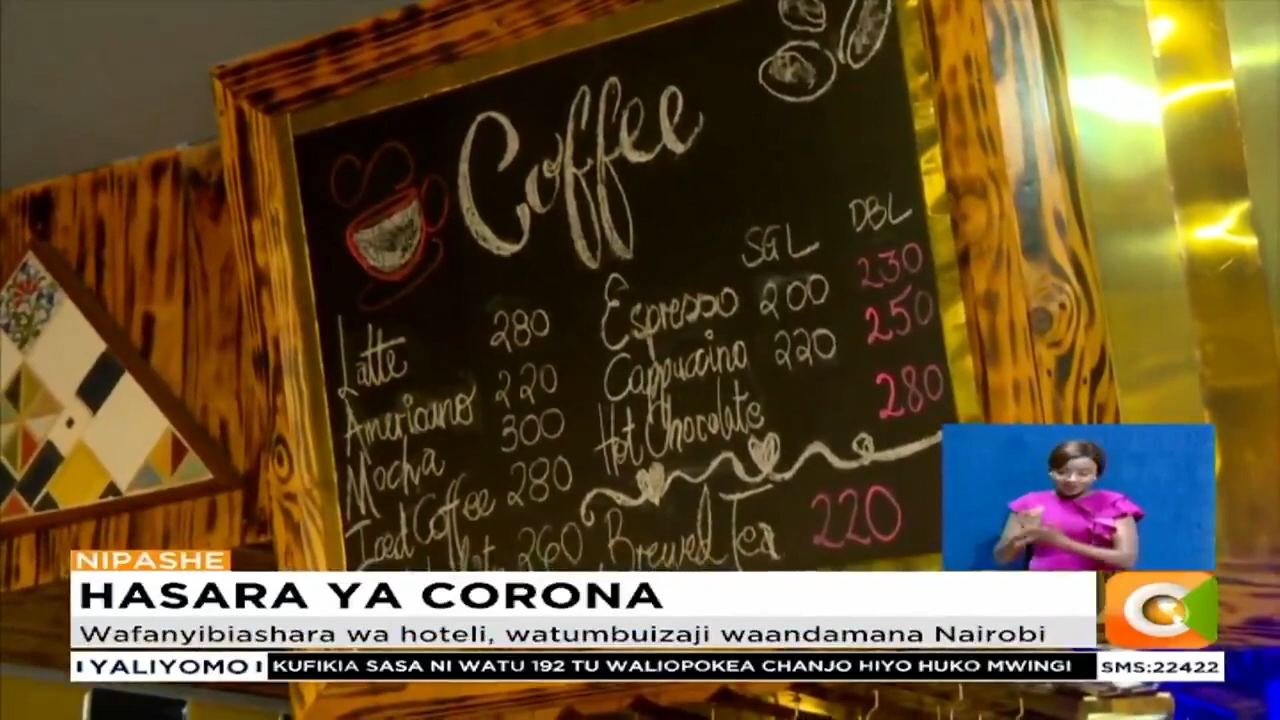 Coffee
SGL DBL
Latte 280
Americano 220
Mocha 300
Iced Coffee 280
260
Espresso 200 230
Cappuccino 220 250
Hot Chocolate 280
Brewed Tea 220
NIPASHE
HASARA YA CORONA
Wafanyibiashara wa hoteli, watumbuizaji waandamana Nairobi
YALIYOMO
KUFIKIA SASA NI WATU 192 TU WALIOPOKEA CHANJO HIYO HUKO MWINGI
SMS:22422